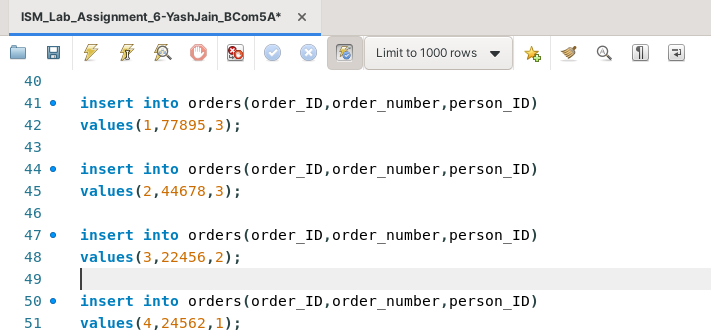 ISM_Lab_Assignment_6-YashJain_BCom5A*
Limit to 1000 rows
40
41 insert into orders(order_ID,order_number,person_ID)
42 values(1,77895,3);
43
44 insert into orders(order_ID,order_number,person_ID)
45 values(2,44678,3);
46
47 insert into orders(order_ID,order_number,person_ID)
48 values(3,22456,2);
49
50 insert into orders(order_ID,order_number,person_ID)
51 values(4,24562,1);